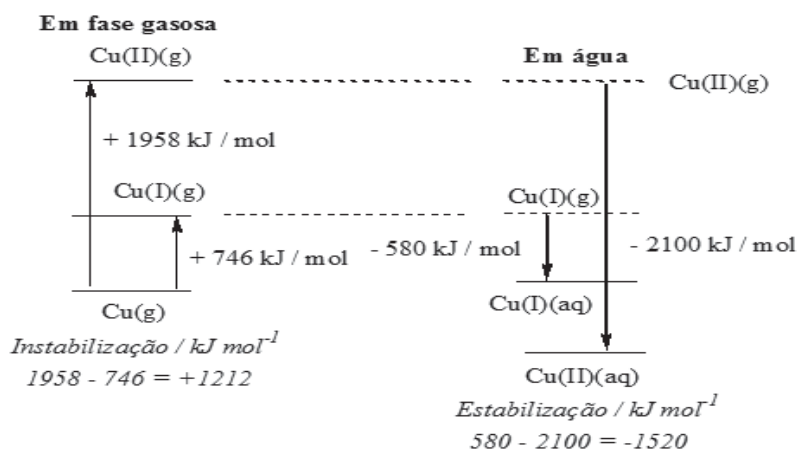 Em fase gasosa
Cu(II)(g)
+ 1958 kJ / mol
Cu(I)(g)
+ 746 kJ / mol
Cu(g)
Instabilização / kJ mol⁻¹
1958 - 746 = +1212
Em água
Cu(II)(g)
Cu(I)(g)
- 580 kJ / mol
- 2100 kJ / mol
Cu(I)(aq)
Cu(II)(aq)
Estabilização / kJ mol⁻¹
580 - 2100 = -1520